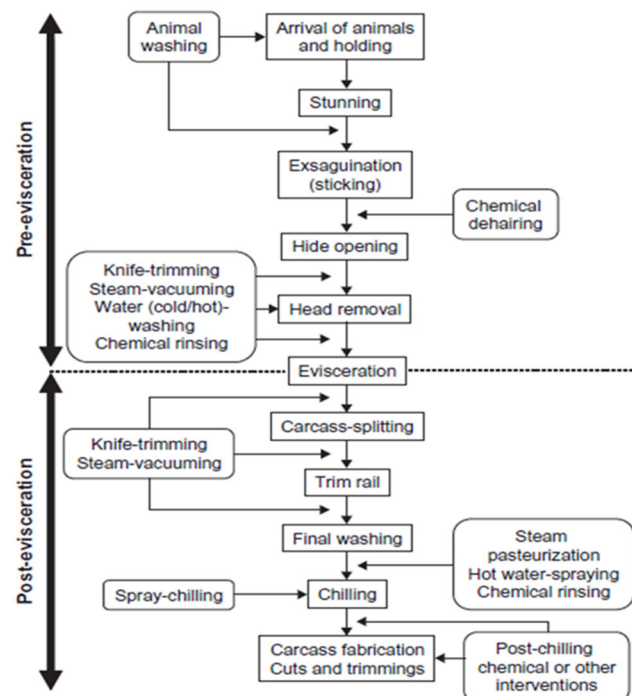 Animal
washing
Arrival of animals
and holding
Stunning
Exsaguination
(sticking)
Chemical
dehairing
Hide opening
Knife-trimming
Steam-vacuuming
Water (cold/hot)-
washing
Chemical rinsing
Head removal
Pre-evisceration
Evisceration
Carcass-splitting
Knife-trimming
Steam-vacuuming
Trim rail
Final washing
Steam
pasteurization
Hot water-spraying
Chemical rinsing
Spray-chilling
Chilling
Carcass fabrication
Cuts and trimmings
Post-chilling
chemical or other
interventions
Post-evisceration